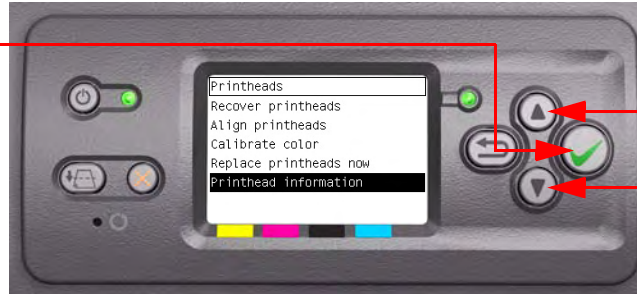 Printheads
Recover printheads
Align printheads
Calibrate color
Replace printheads now
Printhead information